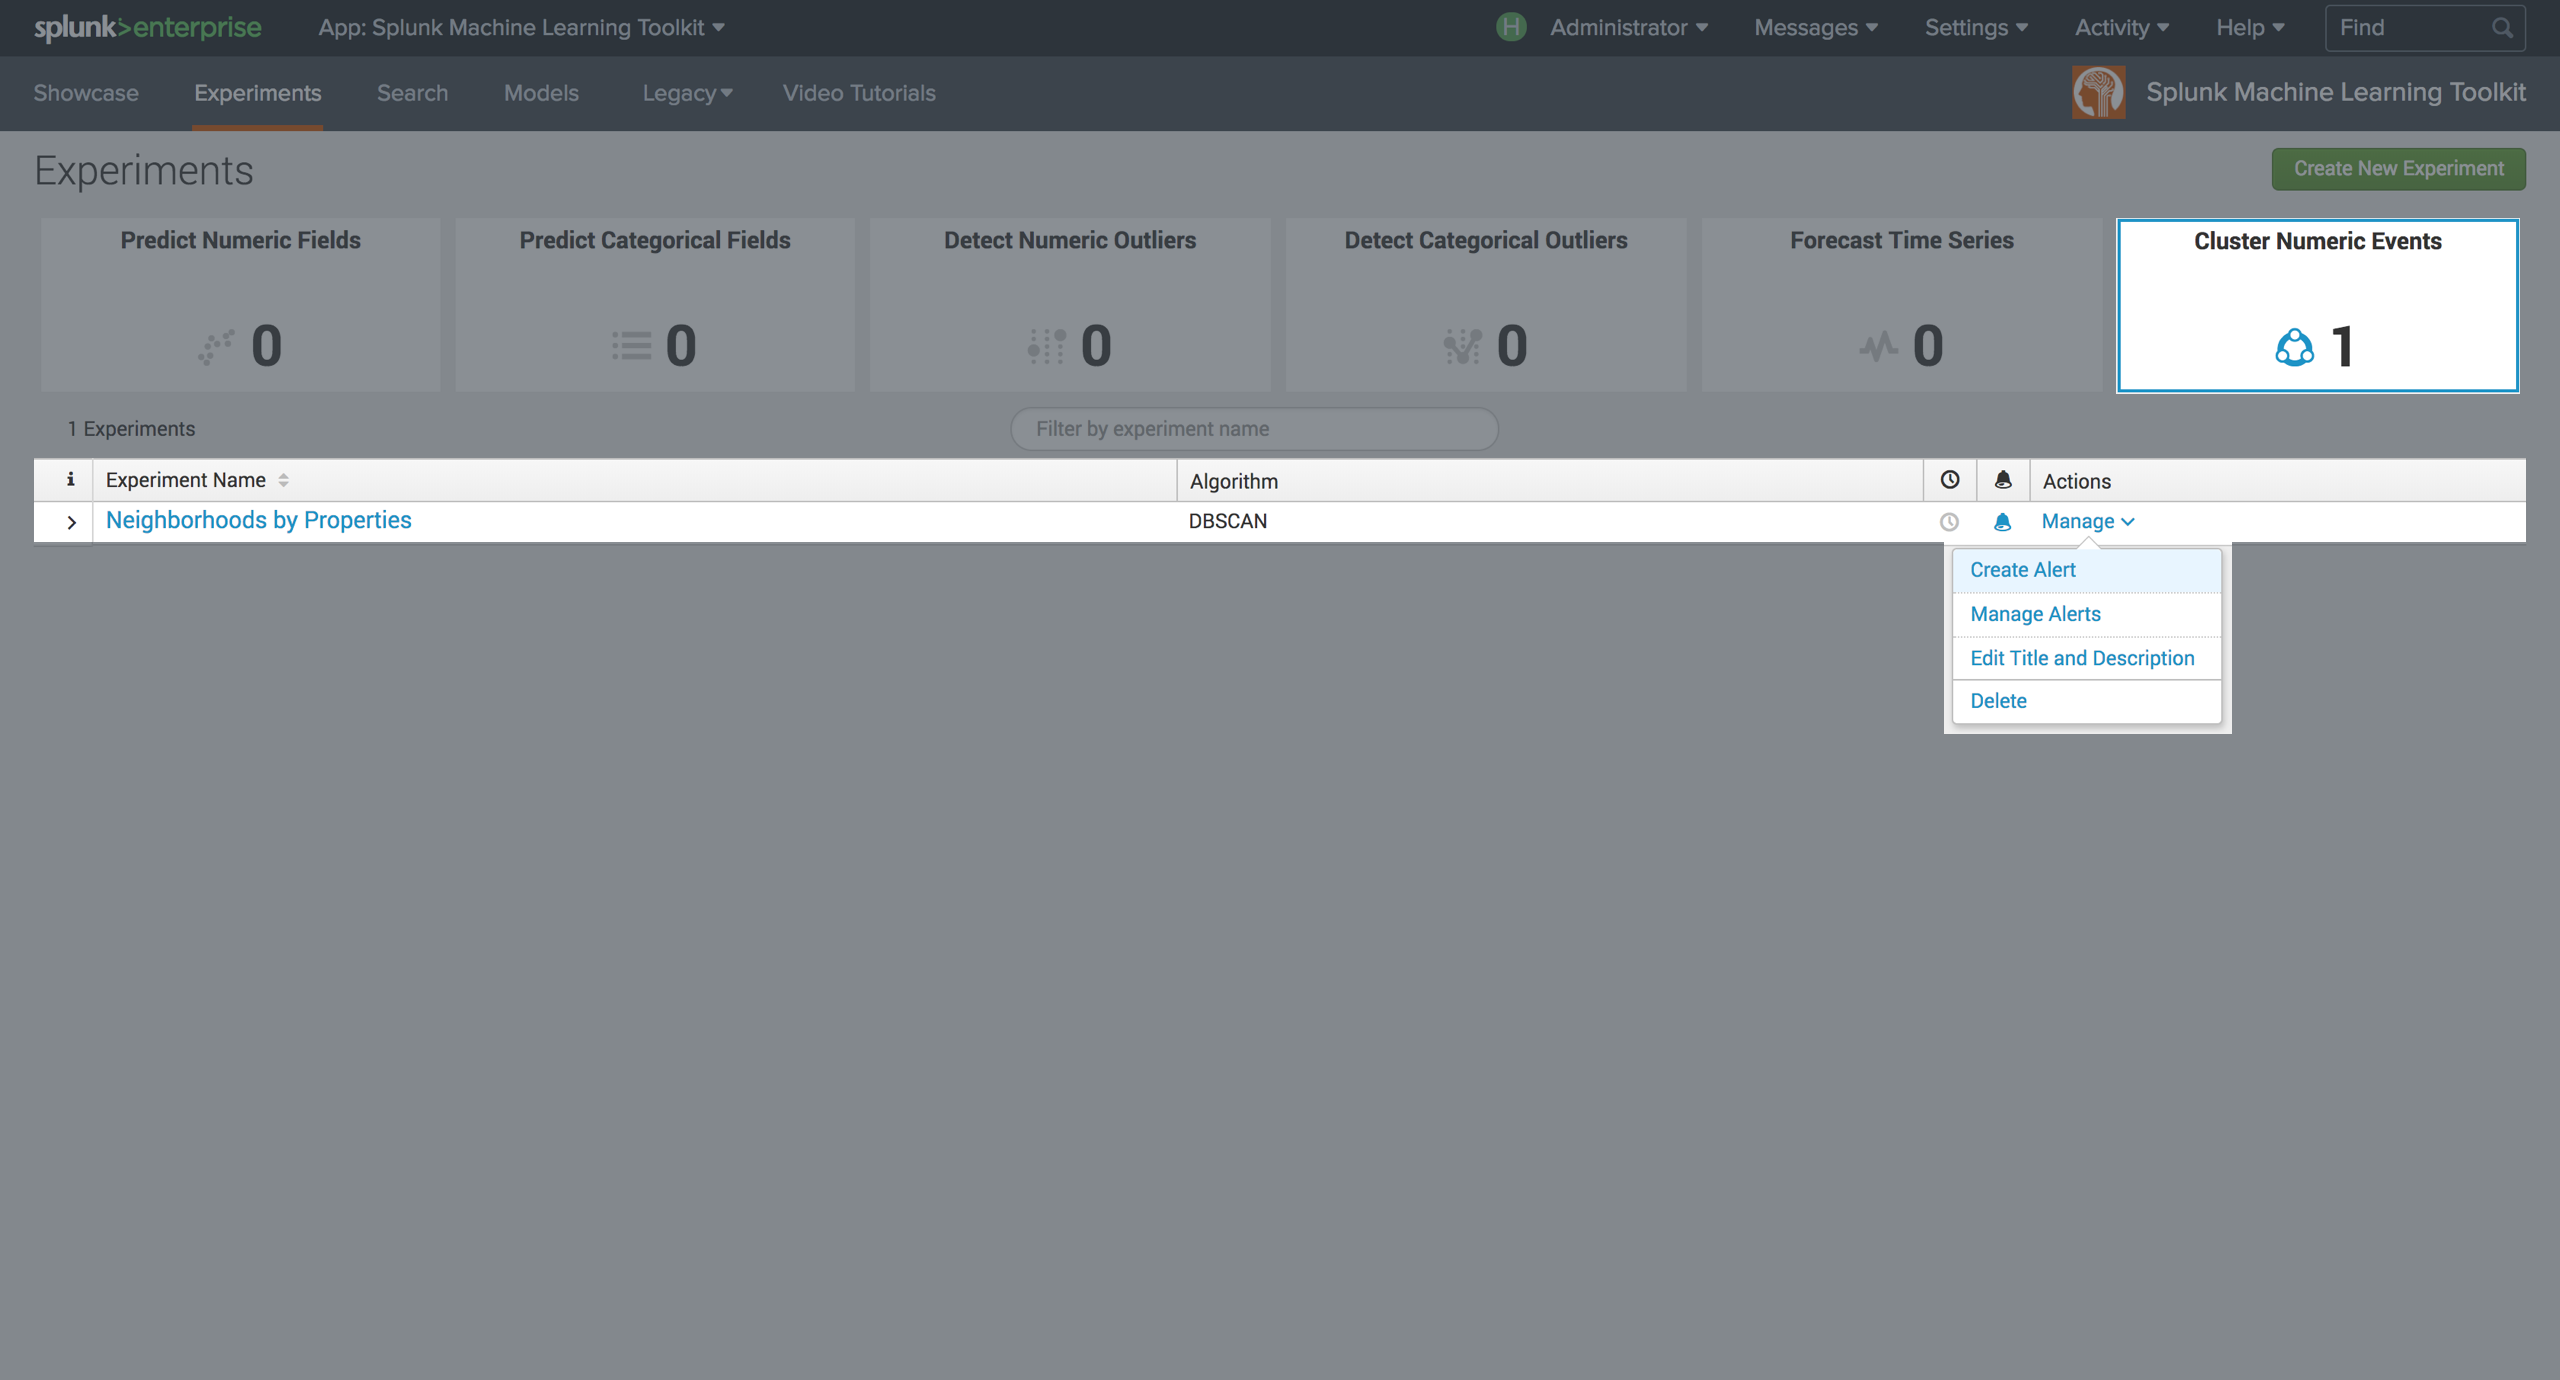 splunk>enterprise App: Splunk Machine Learning Toolkit H Administrator Messages Settings Activity Help Find
Showcase Experiments Search Models Legacy Video Tutorials Splunk Machine Learning Toolkit
Experiments Create New Experiment
Predict Numeric Fields Predict Categorical Fields Detect Numeric Outliers Detect Categorical Outliers Forecast Time Series Cluster Numeric Events
0 0 0 0 0 1
1 Experiments Filter by experiment name
i Experiment Name Algorithm Actions
Neighborhoods by Properties DBSCAN Manage
Create Alert
Manage Alerts
Edit Title and Description
Delete